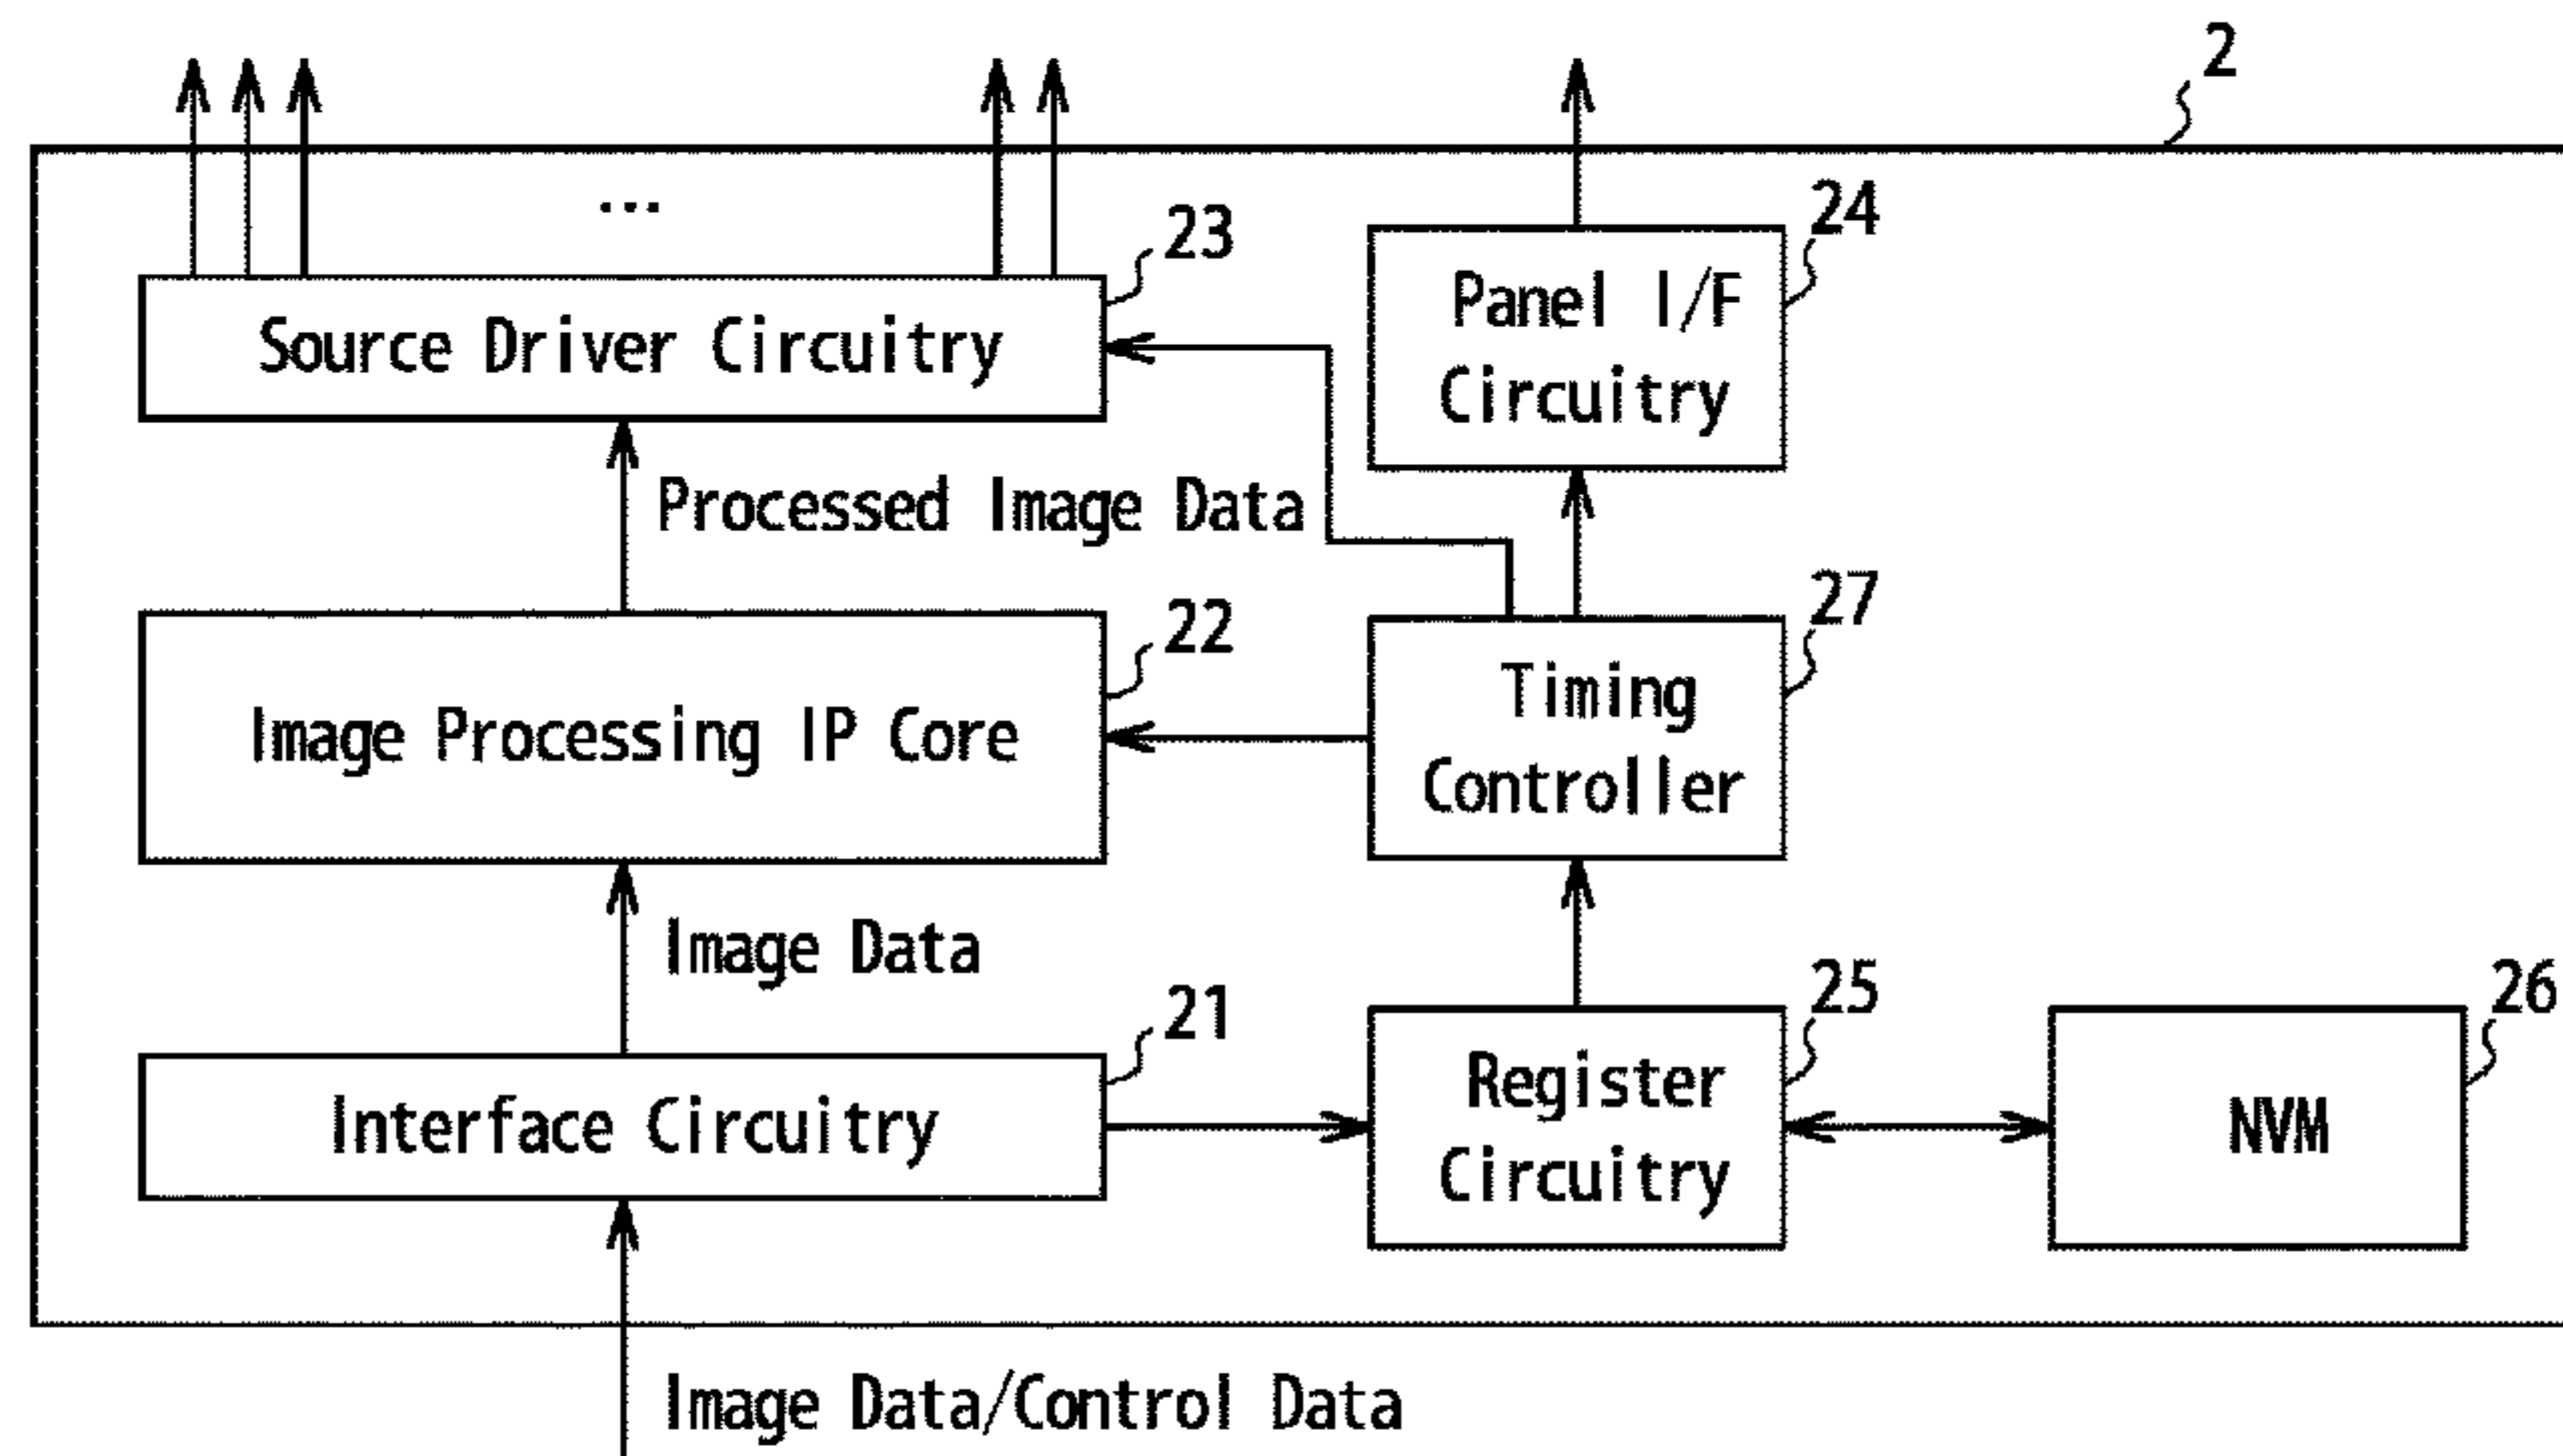 2
...
23
24
Source Driver Circuitry
Panel I/F
Circuitry
Processed Image Data
22
27
Image Processing IP Core
Timing
Controller
Image Data
21
25
26
Interface Circuitry
Register
Circuitry
NVM
Image Data/Control Data